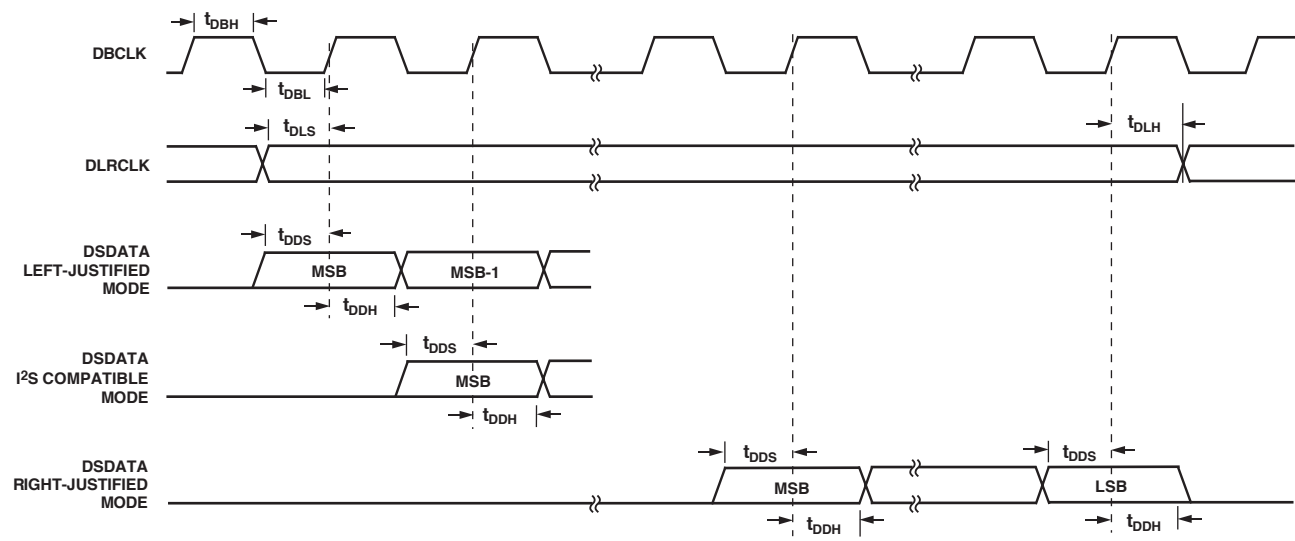 tDBH
DBCLK
tDBL
tDLS
tDLH
DLRCLK
tDDS
DSDATA
LEFT-JUSTIFIED
MODE
MSB
MSB-1
tDDH
tDDS
DSDATA
I²S COMPATIBLE
MODE
MSB
tDDH
tDDS
tDDS
DSDATA
RIGHT-JUSTIFIED
MODE
MSB
LSB
tDDH
tDDH